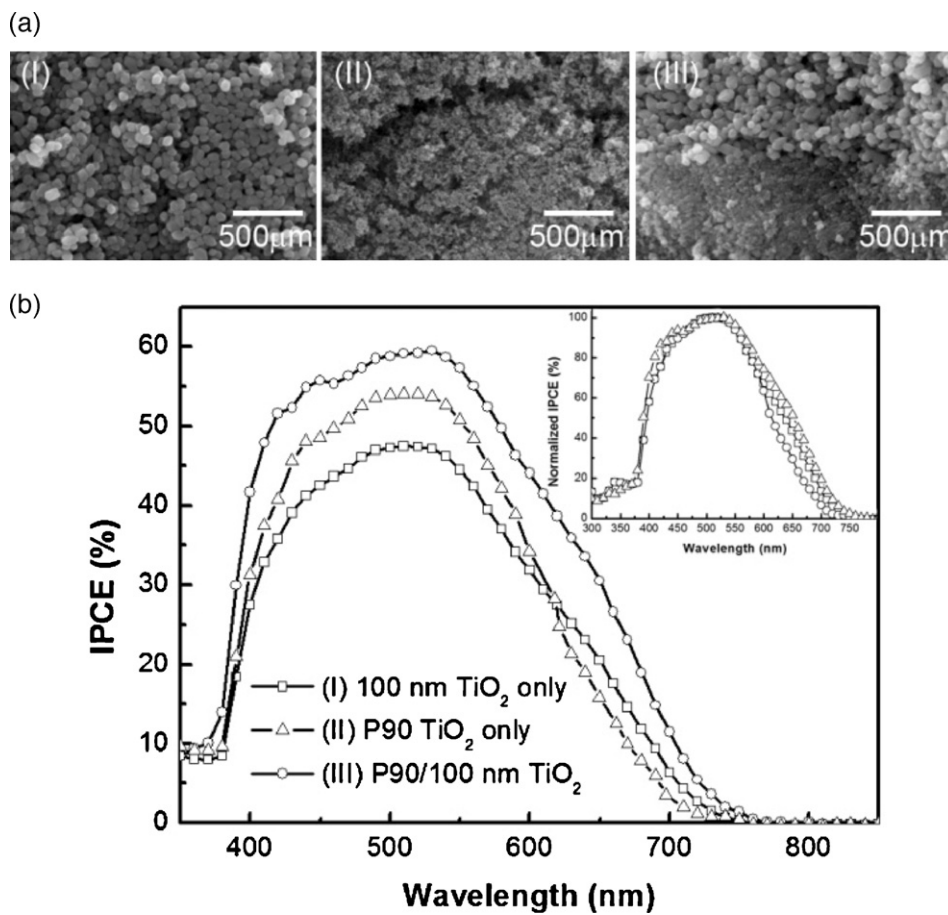 (a)
(I)
500μm
(II)
500μm
(III)
500μm
(b)
IPCE (%)
60
50
40
30
20
10
0
400
500
600
700
800
Wavelength (nm)
(I) 100 nm TiO₂ only
(II) P90 TiO₂ only
(III) P90/100 nm TiO₂
Normalized IPCE (%)
100
80
60
40
20
0
300
350
400
450
500
550
600
650
700
750
Wavelength (nm)